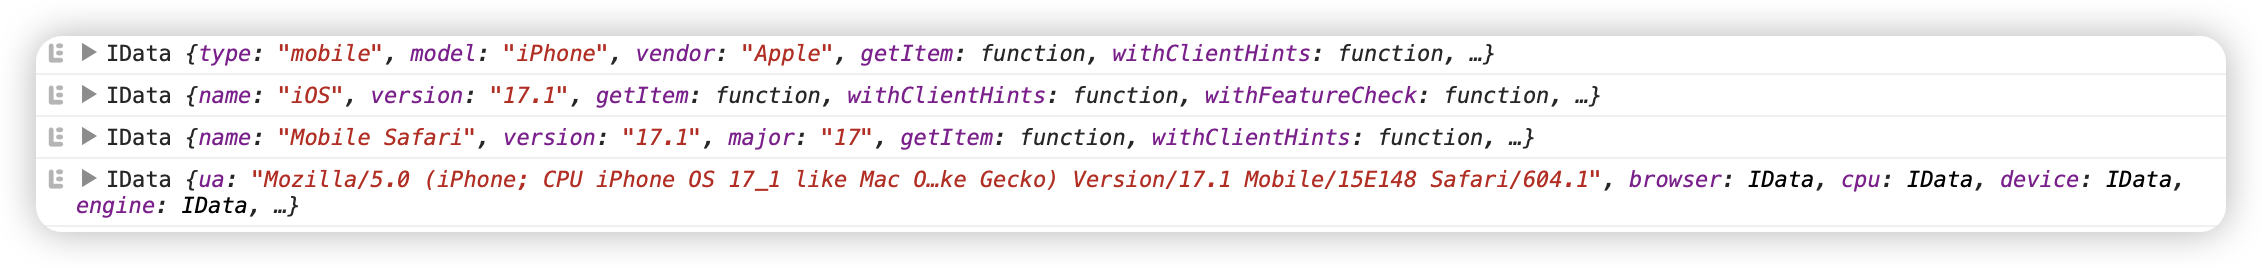 IData {type: "mobile", model: "iPhone", vendor: "Apple", getItem: function, withClientHints: function, …}
IData {name: "iOS", version: "17.1", getItem: function, withClientHints: function, withFeatureCheck: function, …}
IData {name: "Mobile Safari", version: "17.1", major: "17", getItem: function, withClientHints: function, …}
IData {ua: "Mozilla/5.0 (iPhone; CPU iPhone OS 17_1 like Mac O…ke Gecko) Version/17.1 Mobile/15E148 Safari/604.1", browser: IData, cpu: IData, device: IData,
engine: IData, …}